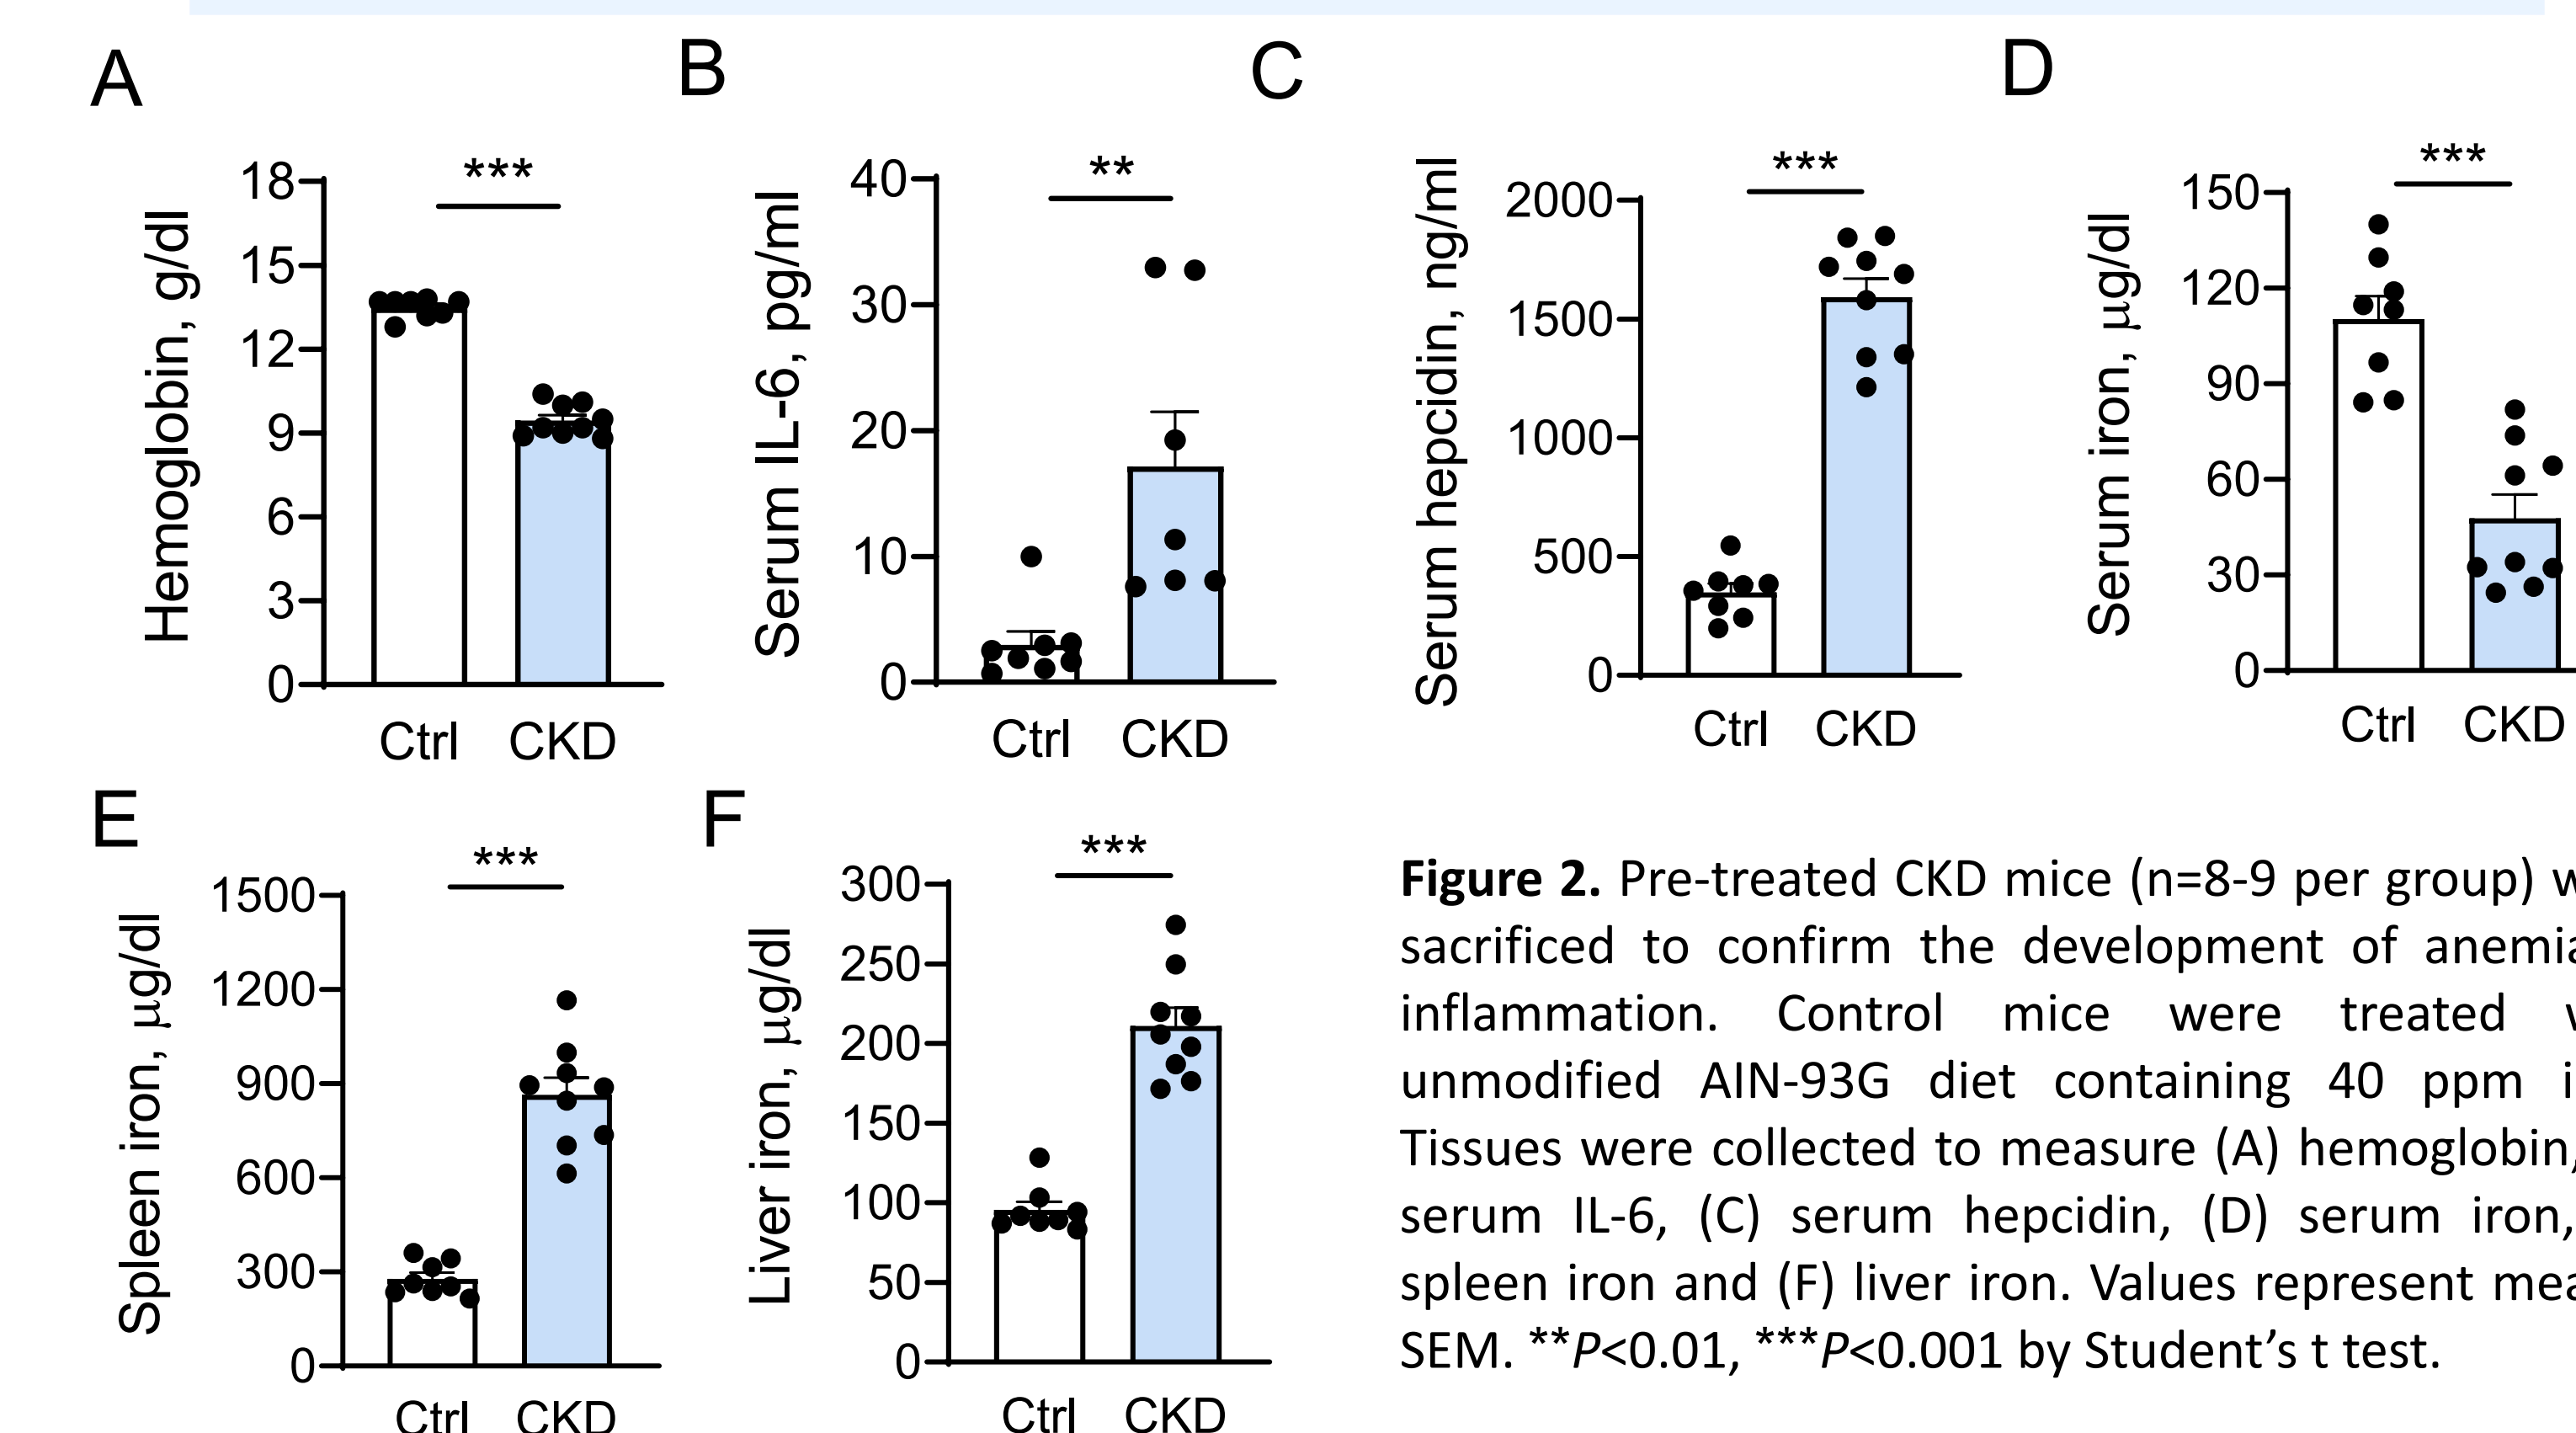 A
B
C
D
Hemoglobin, g/dl
18
15
12
9
6
3
0
***
Ctrl CKD
Serum IL-6, pg/ml
40
30
20
10
0
**
Ctrl CKD
Serum hepcidin, ng/ml
2000
1500
1000
500
0
***
Ctrl CKD
Serum iron, µg/dl
150
120
90
60
30
0
***
Ctrl CKD
E
F
Spleen iron, µg/dl
1500
1200
900
600
300
0
***
Ctrl CKD
Liver iron, µg/dl
300
250
200
150
100
50
0
***
Ctrl CKD
Figure 2. Pre-treated CKD mice (n=8-9 per group)
sacrificed to confirm the development of anemia
inflammation. Control mice were treated
unmodified AIN-93G diet containing 40 ppm
Tissues were collected to measure (A) hemoglobin,
serum IL-6, (C) serum hepcidin, (D) serum iron,
spleen iron and (F) liver iron. Values represent
SEM. **P<0.01, ***P<0.001 by Student’s t test.